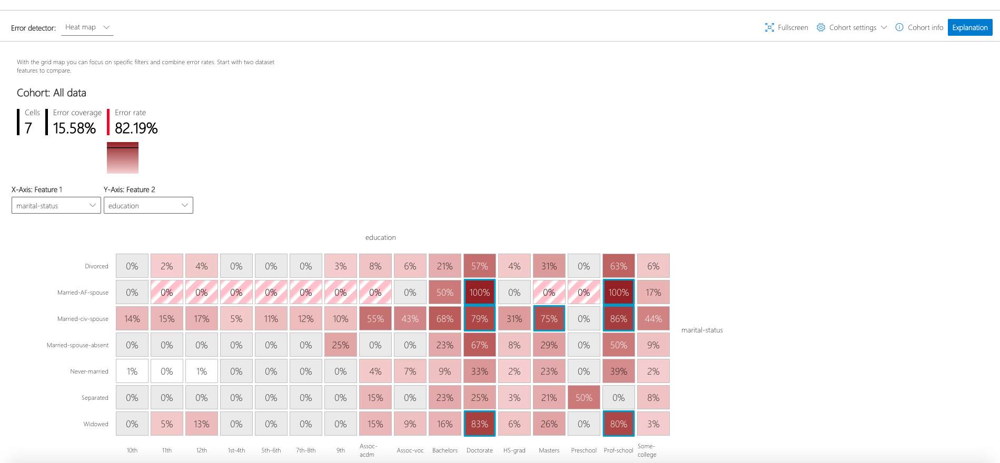 Error detector: Heat map Fullscreen Cohort settings Cohort info Explanation
With the grid map you can focus on specific filters and combine error rates. Start with two dataset
features to compare.
Cohort: All data
Cells Error coverage Error rate
7 15.58% 82.19%
X-Axis: Feature 1 Y-Axis: Feature 2
marital-status education
education
Divorced 0% 2% 4% 0% 0% 0% 3% 8% 6% 21% 57% 4% 31% 0% 63% 6%
Married-AF-spouse 0% 0% 0% 0% 0% 0% 0% 0% 0% 50% 100% 0% 0% 0% 100% 17%
Married-civ-spouse 14% 15% 17% 5% 11% 12% 10% 55% 43% 68% 79% 31% 75% 0% 86% 44%
marital-status
Married-spouse-absent 0% 0% 0% 0% 0% 0% 25% 0% 0% 23% 67% 8% 29% 0% 50% 9%
Never-married 1% 0% 1% 0% 0% 0% 0% 4% 7% 9% 33% 2% 23% 0% 39% 2%
Separated 0% 0% 0% 0% 0% 0% 0% 15% 0% 23% 25% 3% 21% 50% 0% 8%
Widowed 0% 5% 13% 0% 0% 0% 0% 15% 9% 16% 83% 6% 26% 0% 80% 3%
10th 11th 12th 1st-4th 5th-6th 7th-8th 9th Assoc-acdm Assoc-voc Bachelors Doctorate HS-grad Masters Preschool Prof-school Some-college